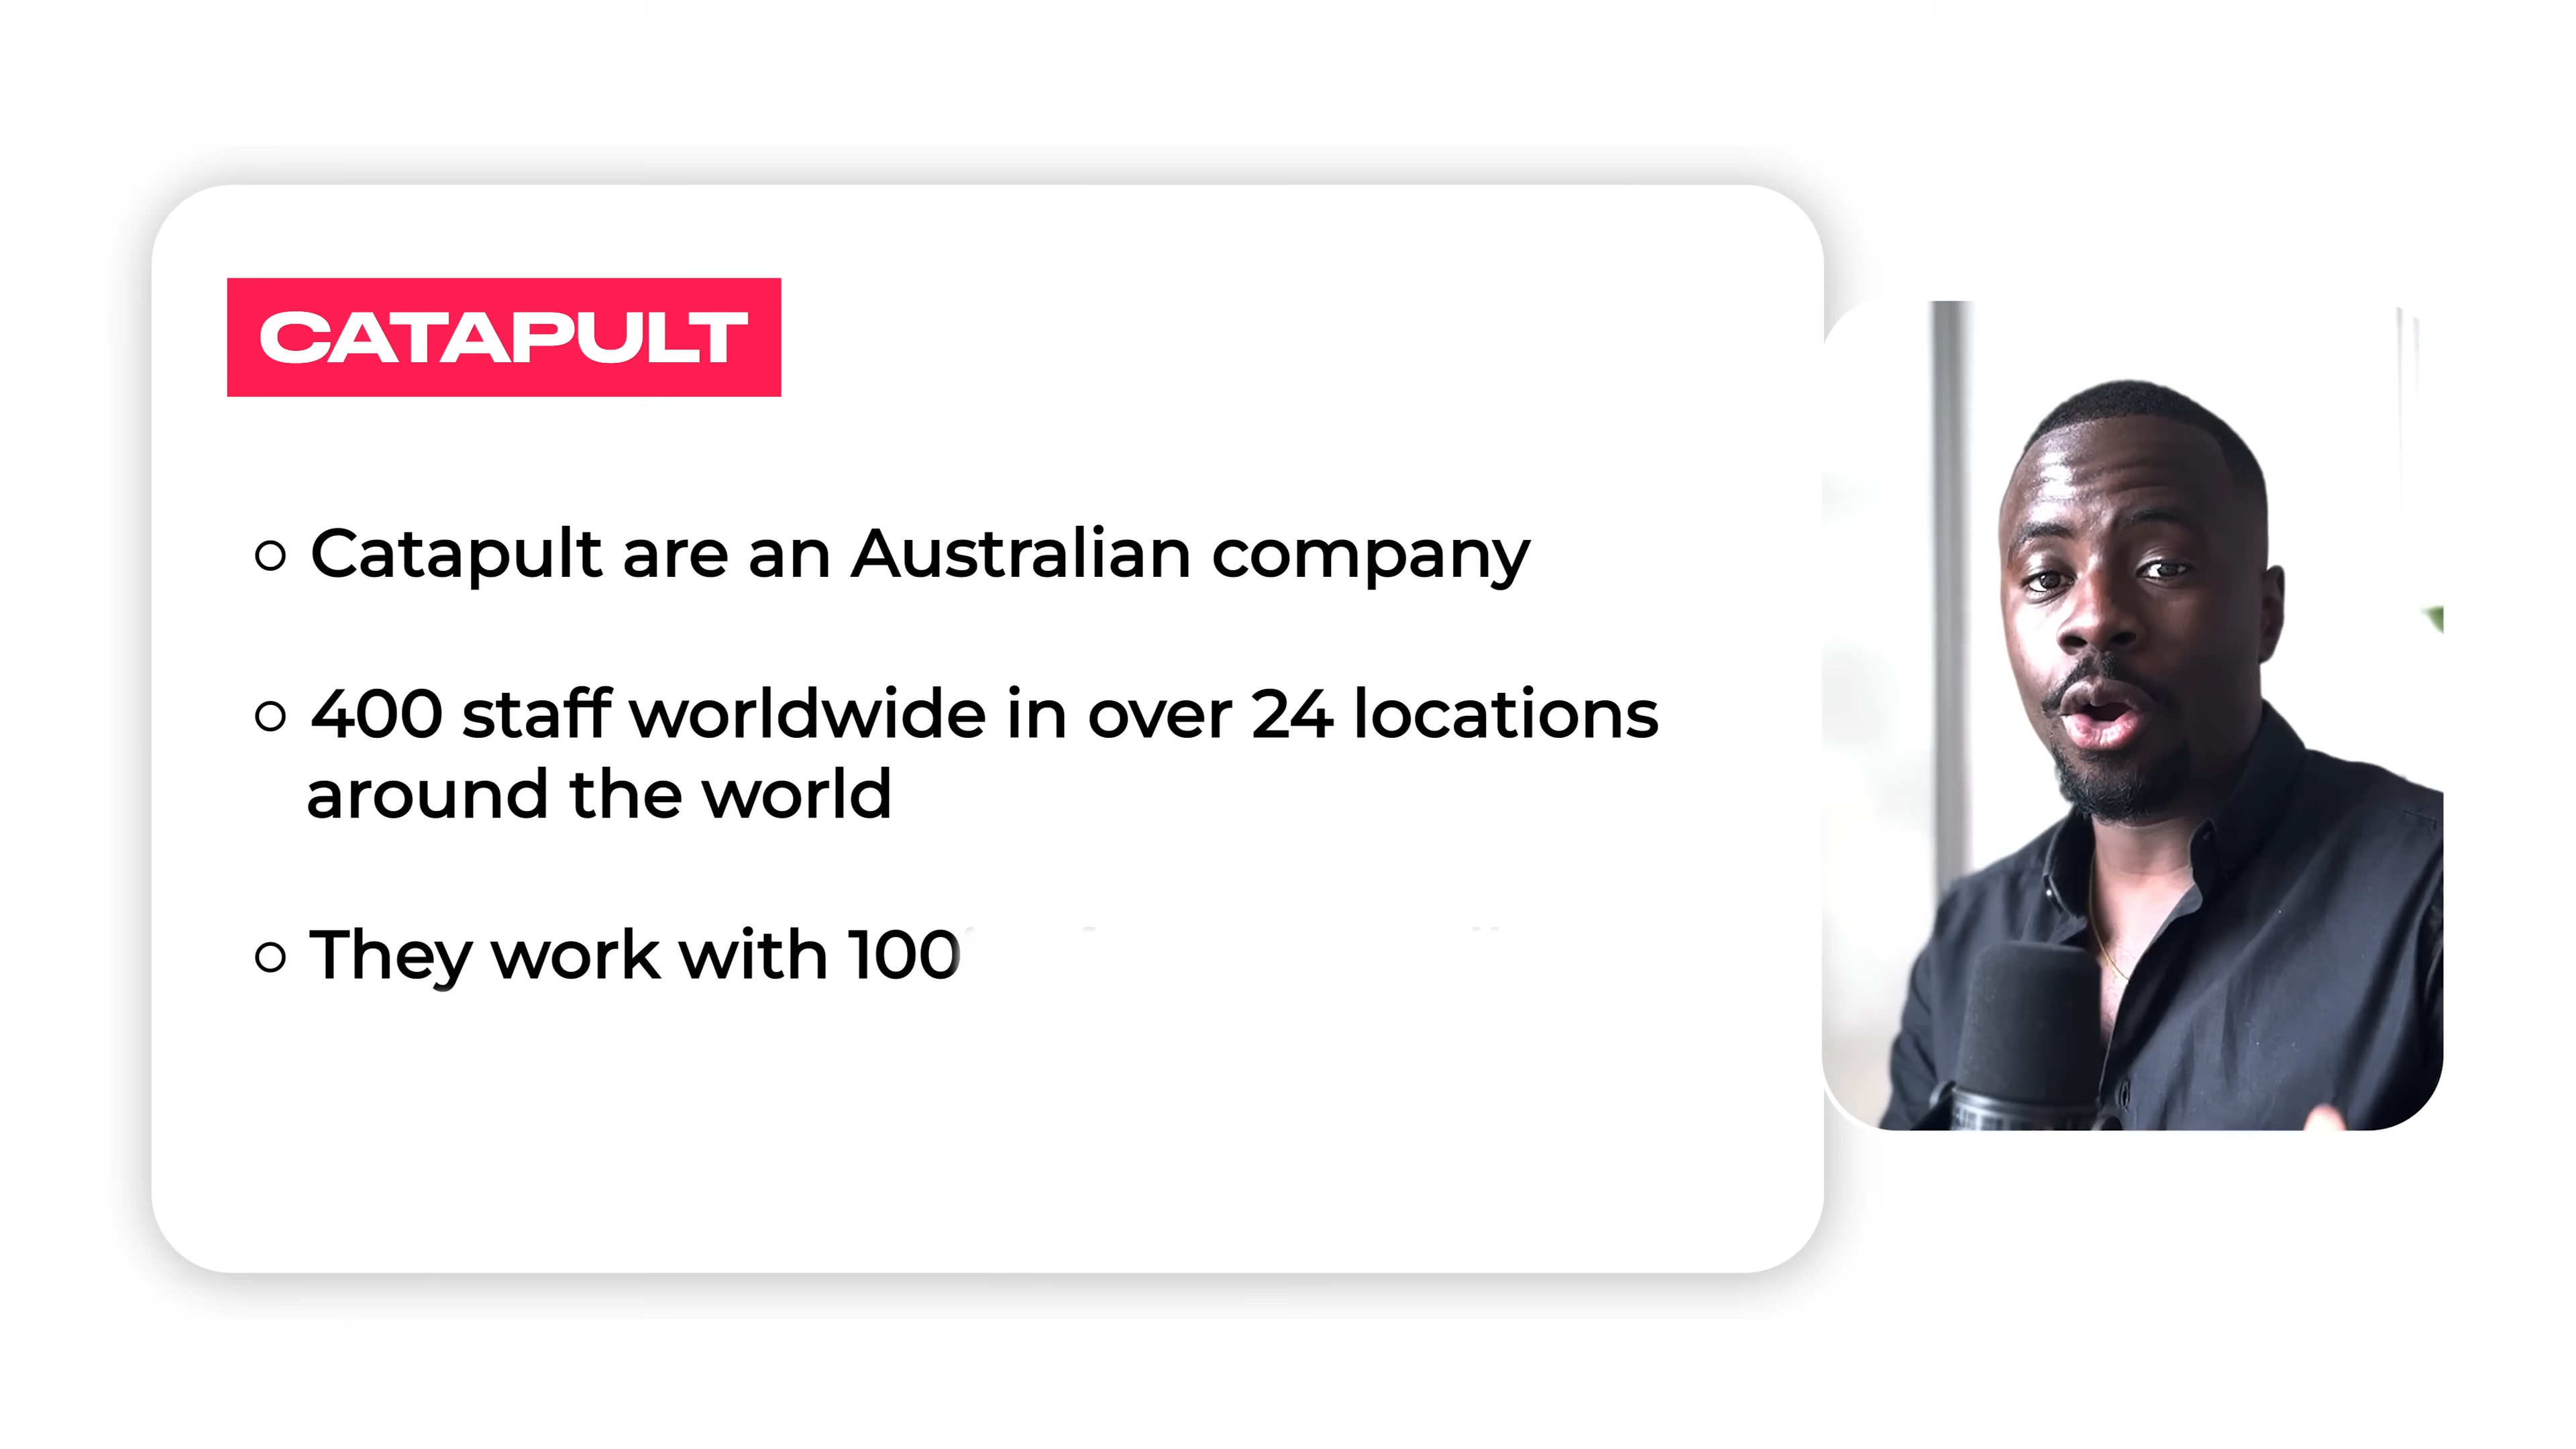 CATAPULT
○ Catapult are an Australian company
○ 400 staff worldwide in over 24 locations
around the world
○ They work with 100